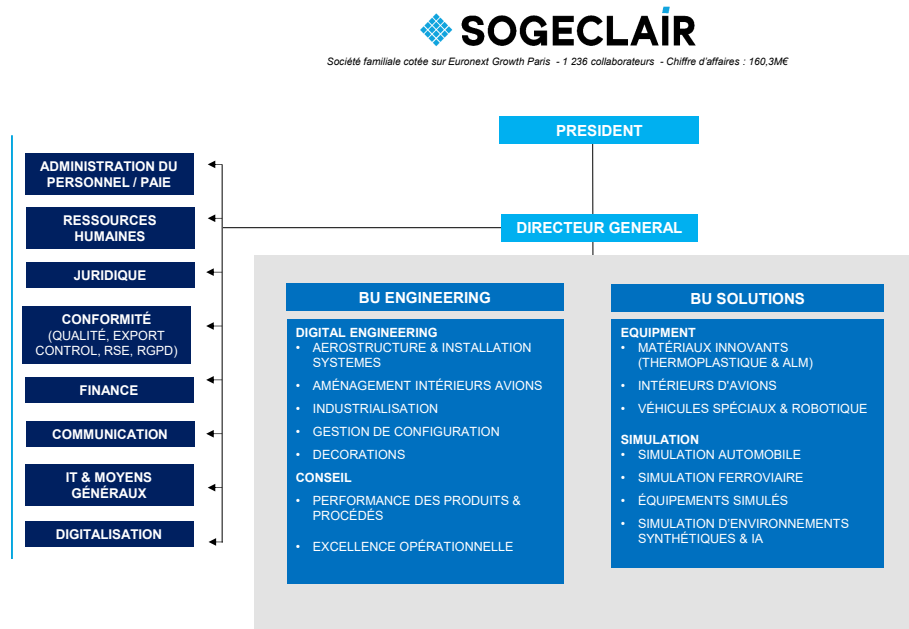 SOGECLAIR
Société familiale cotée sur Euronext Growth Paris - 1 236 collaborateurs - Chiffre d'affaires : 160,3M€
PRESIDENT
DIRECTEUR GENERAL
ADMINISTRATION DU
PERSONNEL / PAIE
RESSOURCES
HUMAINES
JURIDIQUE
CONFORMITÉ
(QUALITÉ, EXPORT
CONTROL, RSE, RGPD)
FINANCE
COMMUNICATION
IT & MOYENS
GÉNÉRAUX
DIGITALISATION
BU ENGINEERING
DIGITAL ENGINEERING
• AEROSTRUCTURE & INSTALLATION
SYSTEMES
• AMÉNAGEMENT INTÉRIEURS AVIONS
• INDUSTRIALISATION
• GESTION DE CONFIGURATION
• DECORATIONS
CONSEIL
• PERFORMANCE DES PRODUITS &
PROCÉDÉS
• EXCELLENCE OPÉRATIONNELLE
BU SOLUTIONS
EQUIPMENT
• MATÉRIAUX INNOVANTS
(THERMOPLASTIQUE & ALM)
• INTÉRIEURS D'AVIONS
• VÉHICULES SPÉCIAUX & ROBOTIQUE
SIMULATION
• SIMULATION AUTOMOBILE
• SIMULATION FERROVIAIRE
• ÉQUIPEMENTS SIMULÉS
• SIMULATION D'ENVIRONNEMENTS
SYNTHÉTIQUES & IA